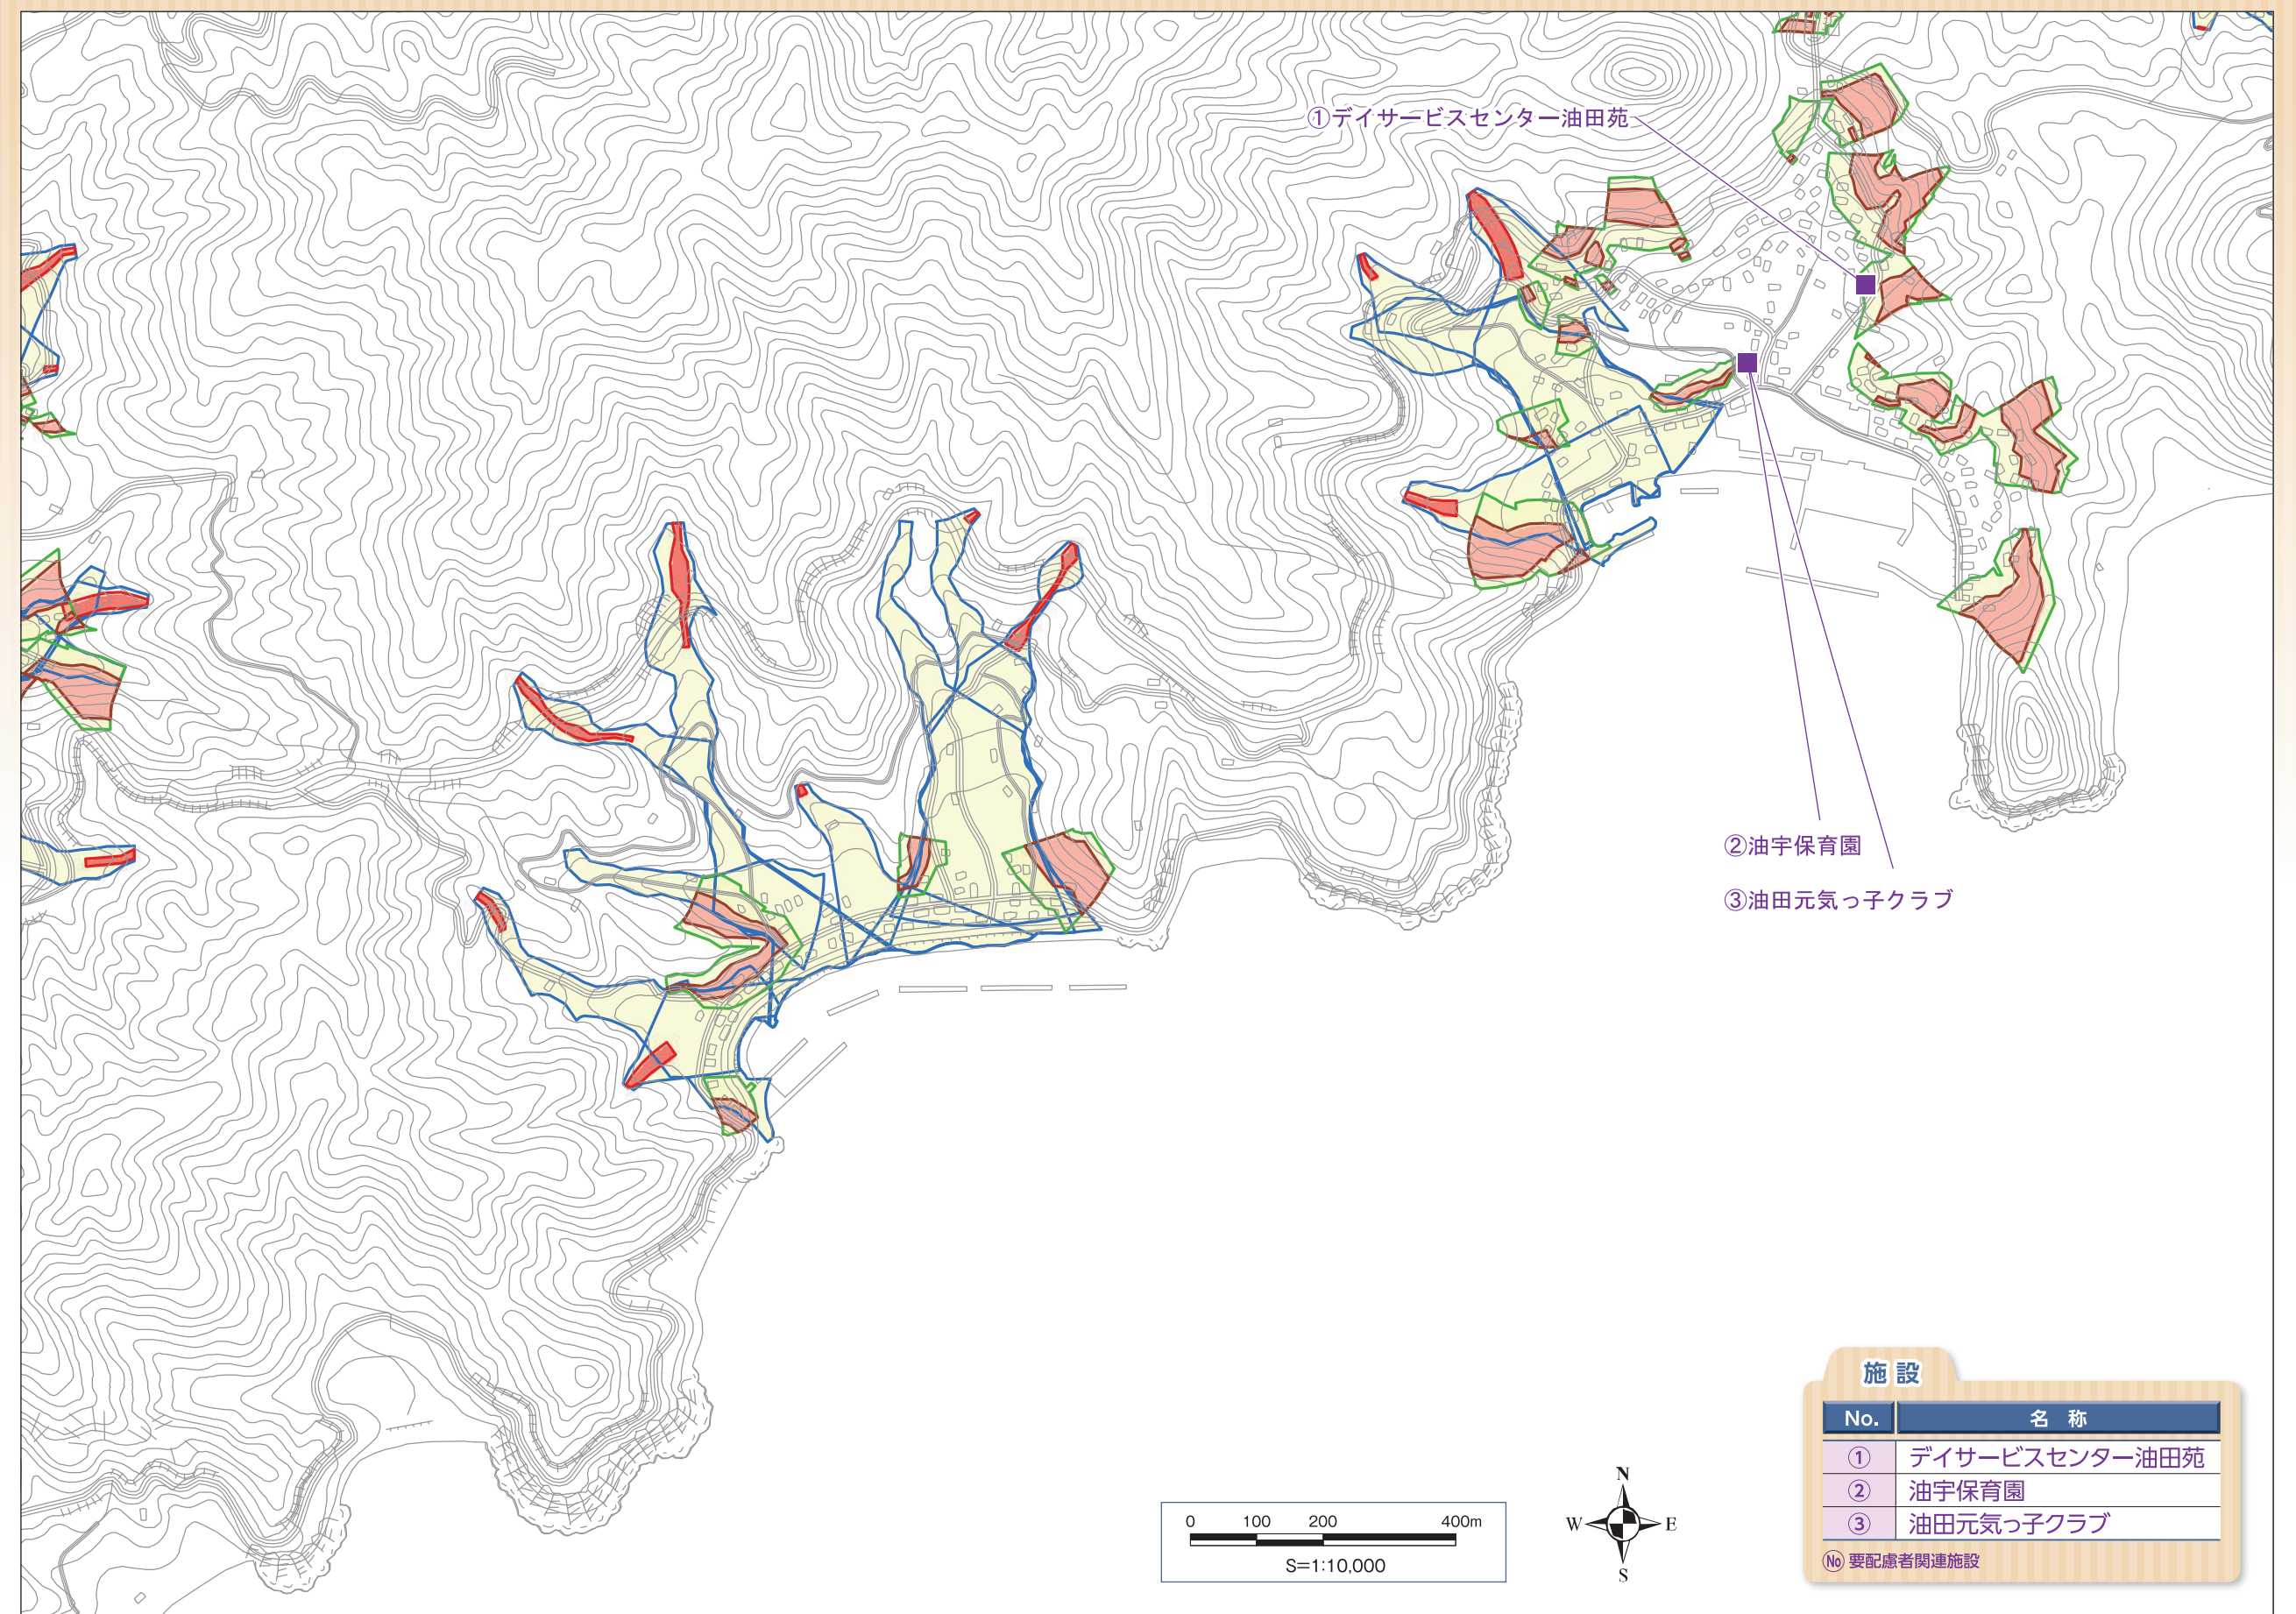 ①デイサービスセンター油田苑
②油宇保育園
③油田元気っ子クラブ
0 100 200 400m
S=1:10,000
N
W E
S
施設
No. 名 称
① デイサービスセンター油田苑
② 油宇保育園
③ 油田元気っ子クラブ
No 要配慮者関連施設